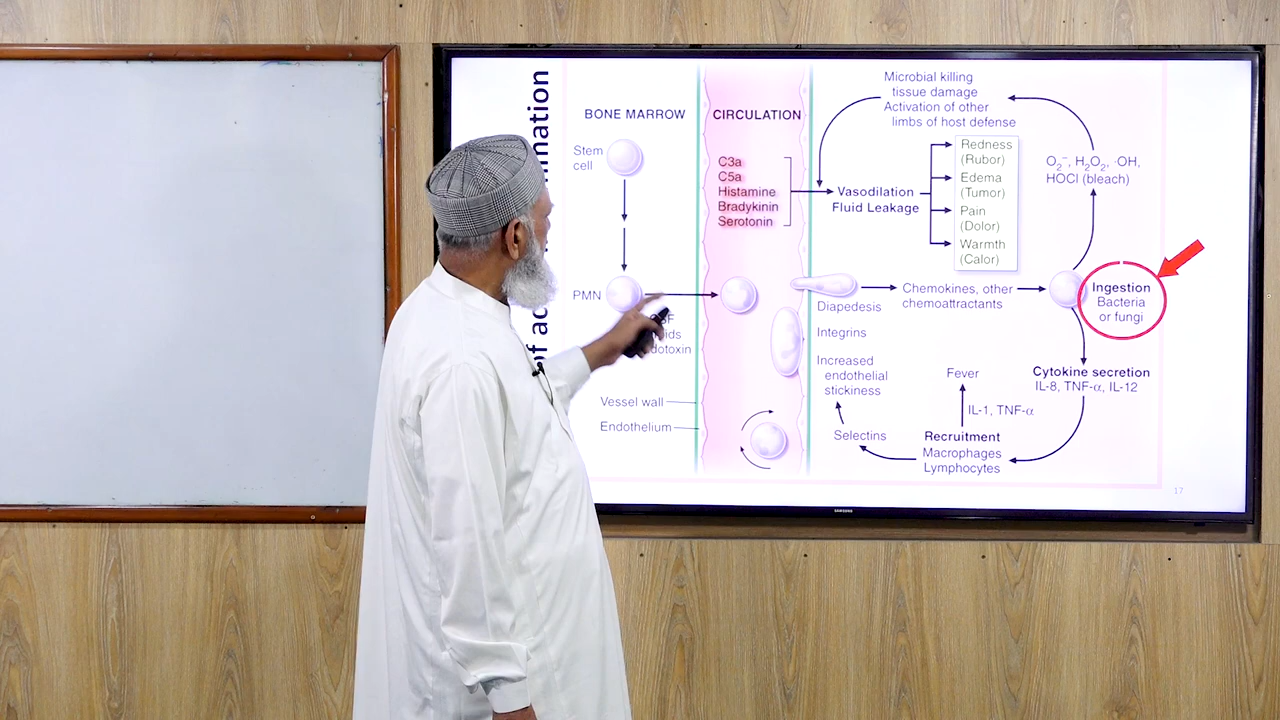 BONE MARROW
Stem
cell
PMN
Vessel wall
Endothelium
CIRCULATION
C3a
C5a
Histamine
Bradykinin
Serotonin
Microbial killing
tissue damage
Activation of other
limbs of host defense
Vasodilation
Fluid Leakage
Redness
(Rubor)
Edema
(Tumor)
Pain
(Dolor)
Warmth
(Calor)
O₂⁻, H₂O₂, ·OH,
HOCl (bleach)
Diapedesis
Chemokines, other
chemoattractants
Ingestion
Bacteria
or fungi
Integrins
Increased
endothelial
stickiness
Selectins
Fever
IL-1, TNF-α
Recruitment
Macrophages
Lymphocytes
Cytokine secretion
IL-8, TNF-α, IL-12
17
SAMSUNG